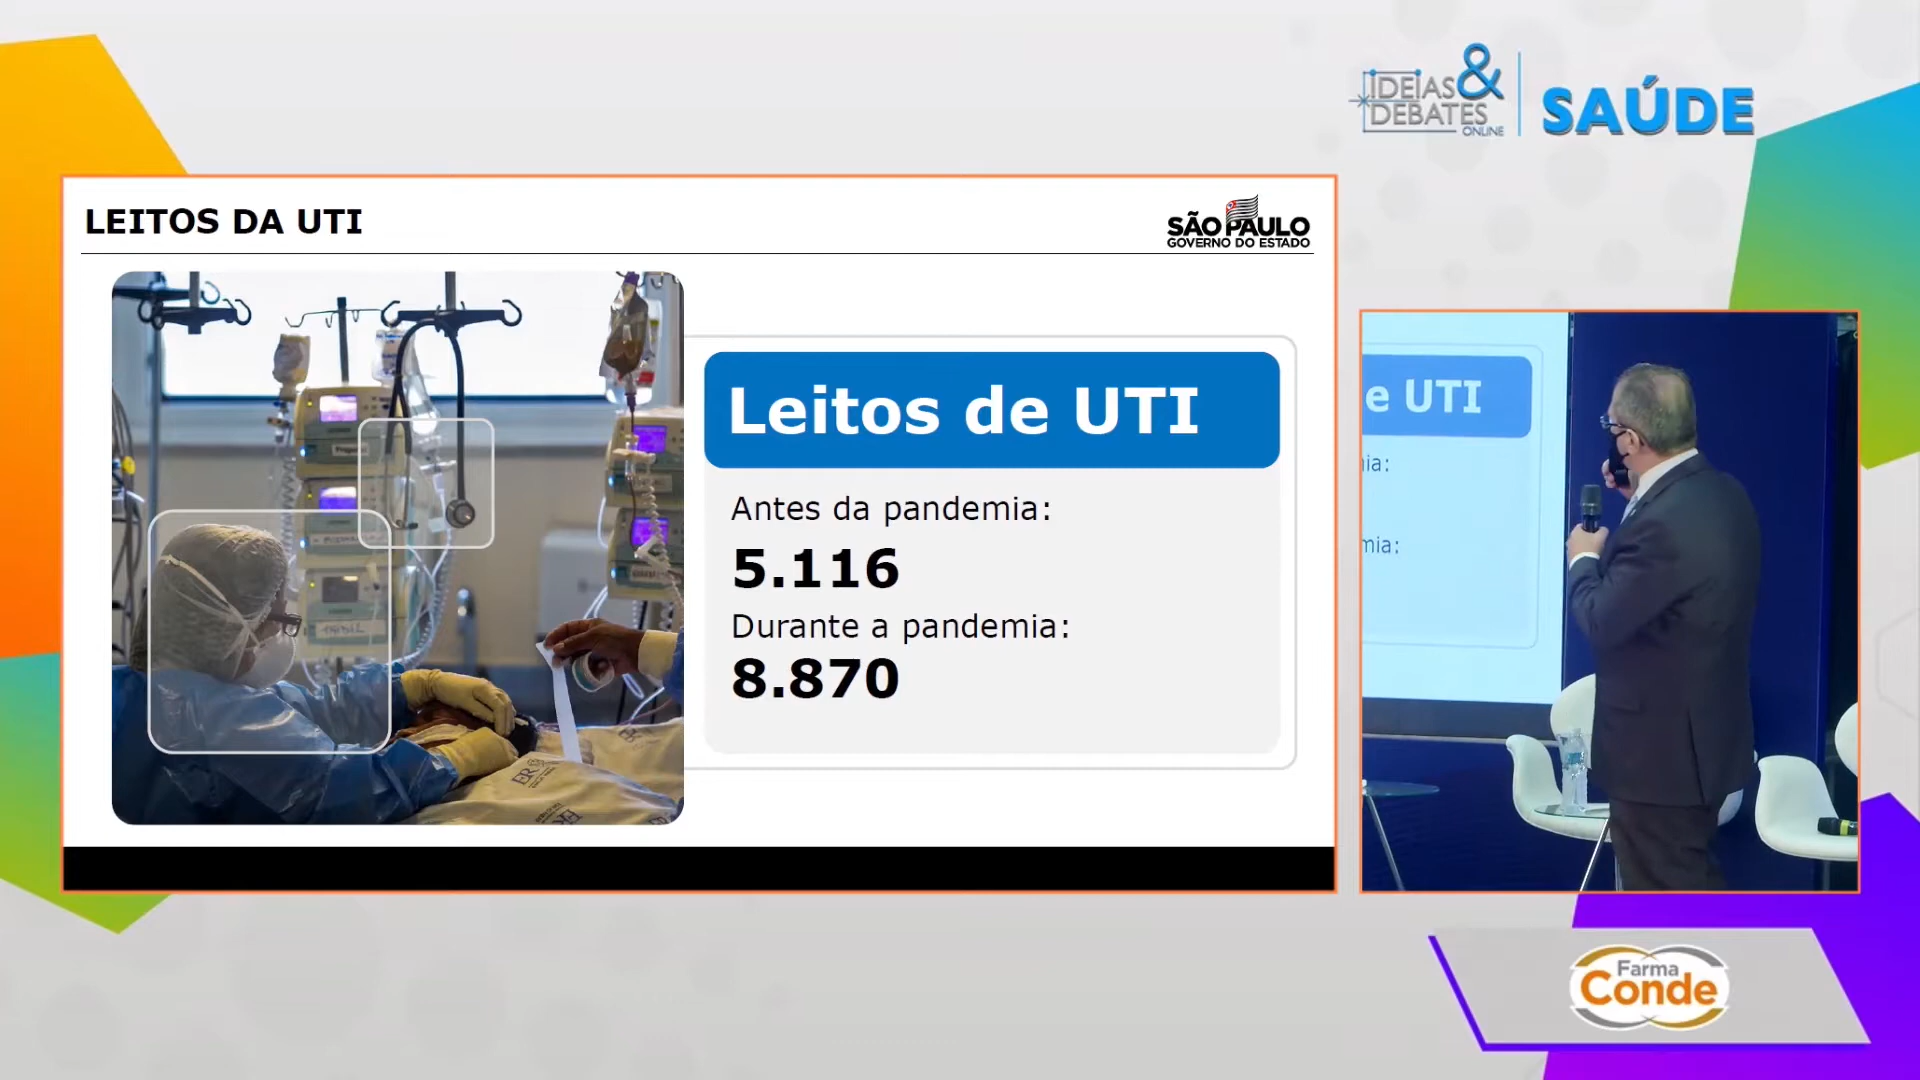 IDEIAS &
DEBATES
ONLINE
SAÚDE
LEITOS DA UTI
SÃO PAULO
GOVERNO DO ESTADO
Leitos de UTI
Antes da pandemia:
5.116
Durante a pandemia:
8.870
e UTI
ia:
mia:
Farma
Conde